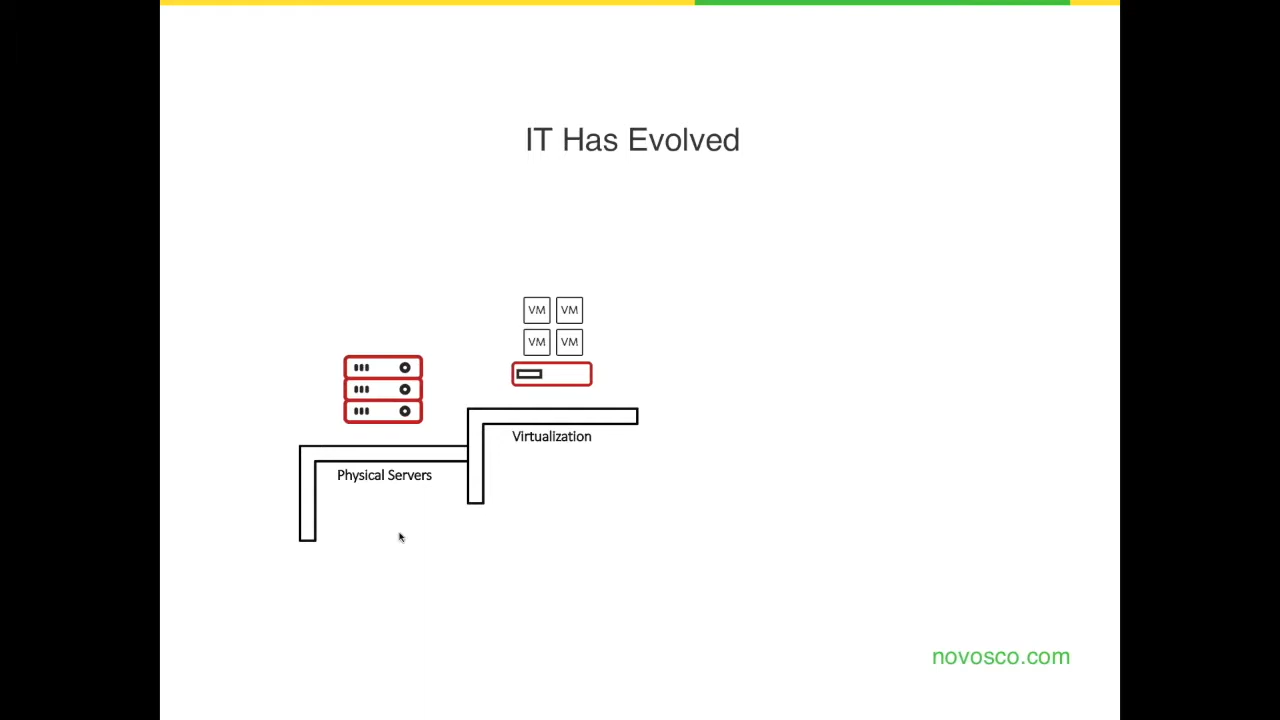 IT Has Evolved
VM VM
VM VM
Virtualization
Physical Servers
novosco.com